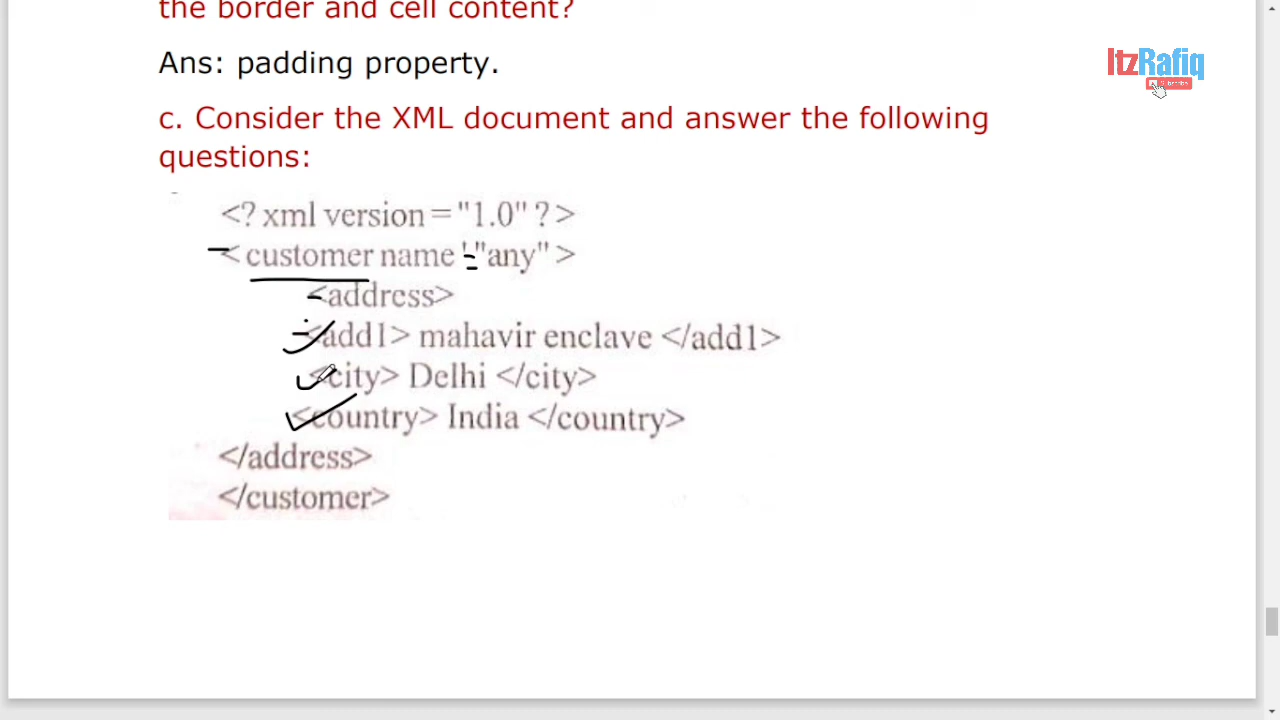 the border and cell content?
Ans: padding property.
ItzRafiq
Subscribe
c. Consider the XML document and answer the following
questions:
<? xml version = "1.0" ? >
< customer name = "any" >
<address>
<add1> mahavir enclave </add1>
<city> Delhi </city>
<country> India </country>
</address>
</customer>